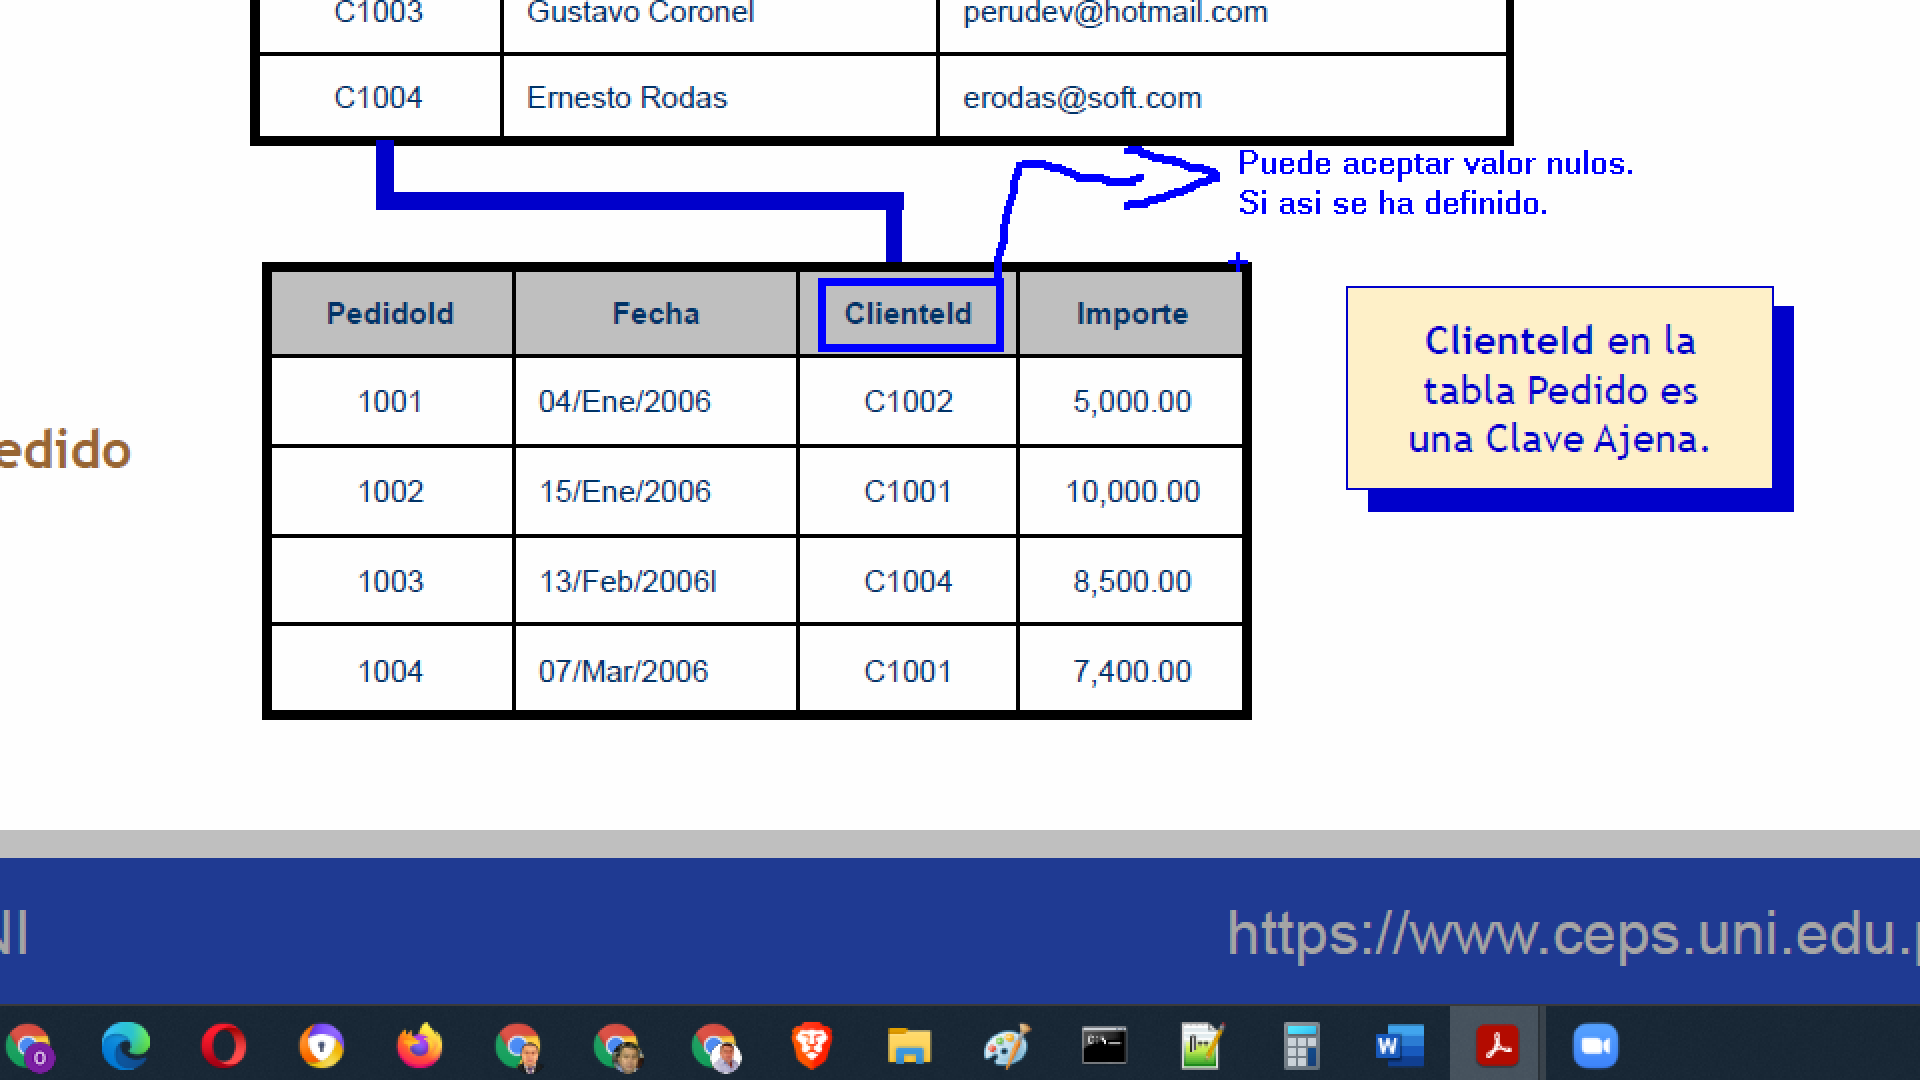 C1003 Gustavo Coronel perudev@hotmail.com
C1004 Ernesto Rodas erodas@soft.com
Puede aceptar valor nulos.
Si asi se ha definido.
PedidoId Fecha ClienteId Importe
1001 04/Ene/2006 C1002 5,000.00
1002 15/Ene/2006 C1001 10,000.00
1003 13/Feb/2006l C1004 8,500.00
1004 07/Mar/2006 C1001 7,400.00
edido
ClienteId en la
tabla Pedido es
una Clave Ajena.
NI
https://www.ceps.uni.edu.p